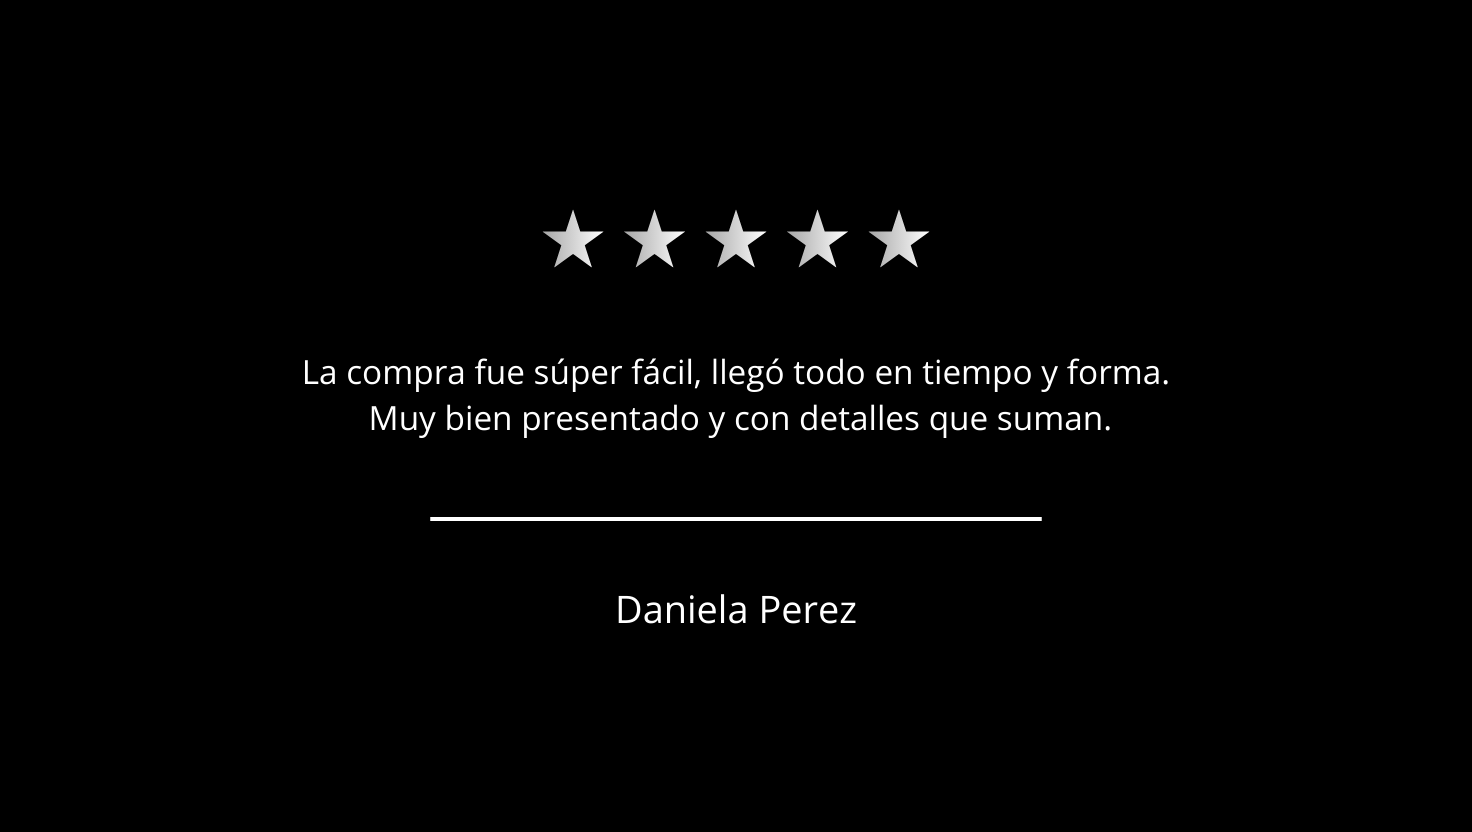 La compra fue súper fácil, llegó todo en tiempo y forma.
Muy bien presentado y con detalles que suman.
Daniela Perez